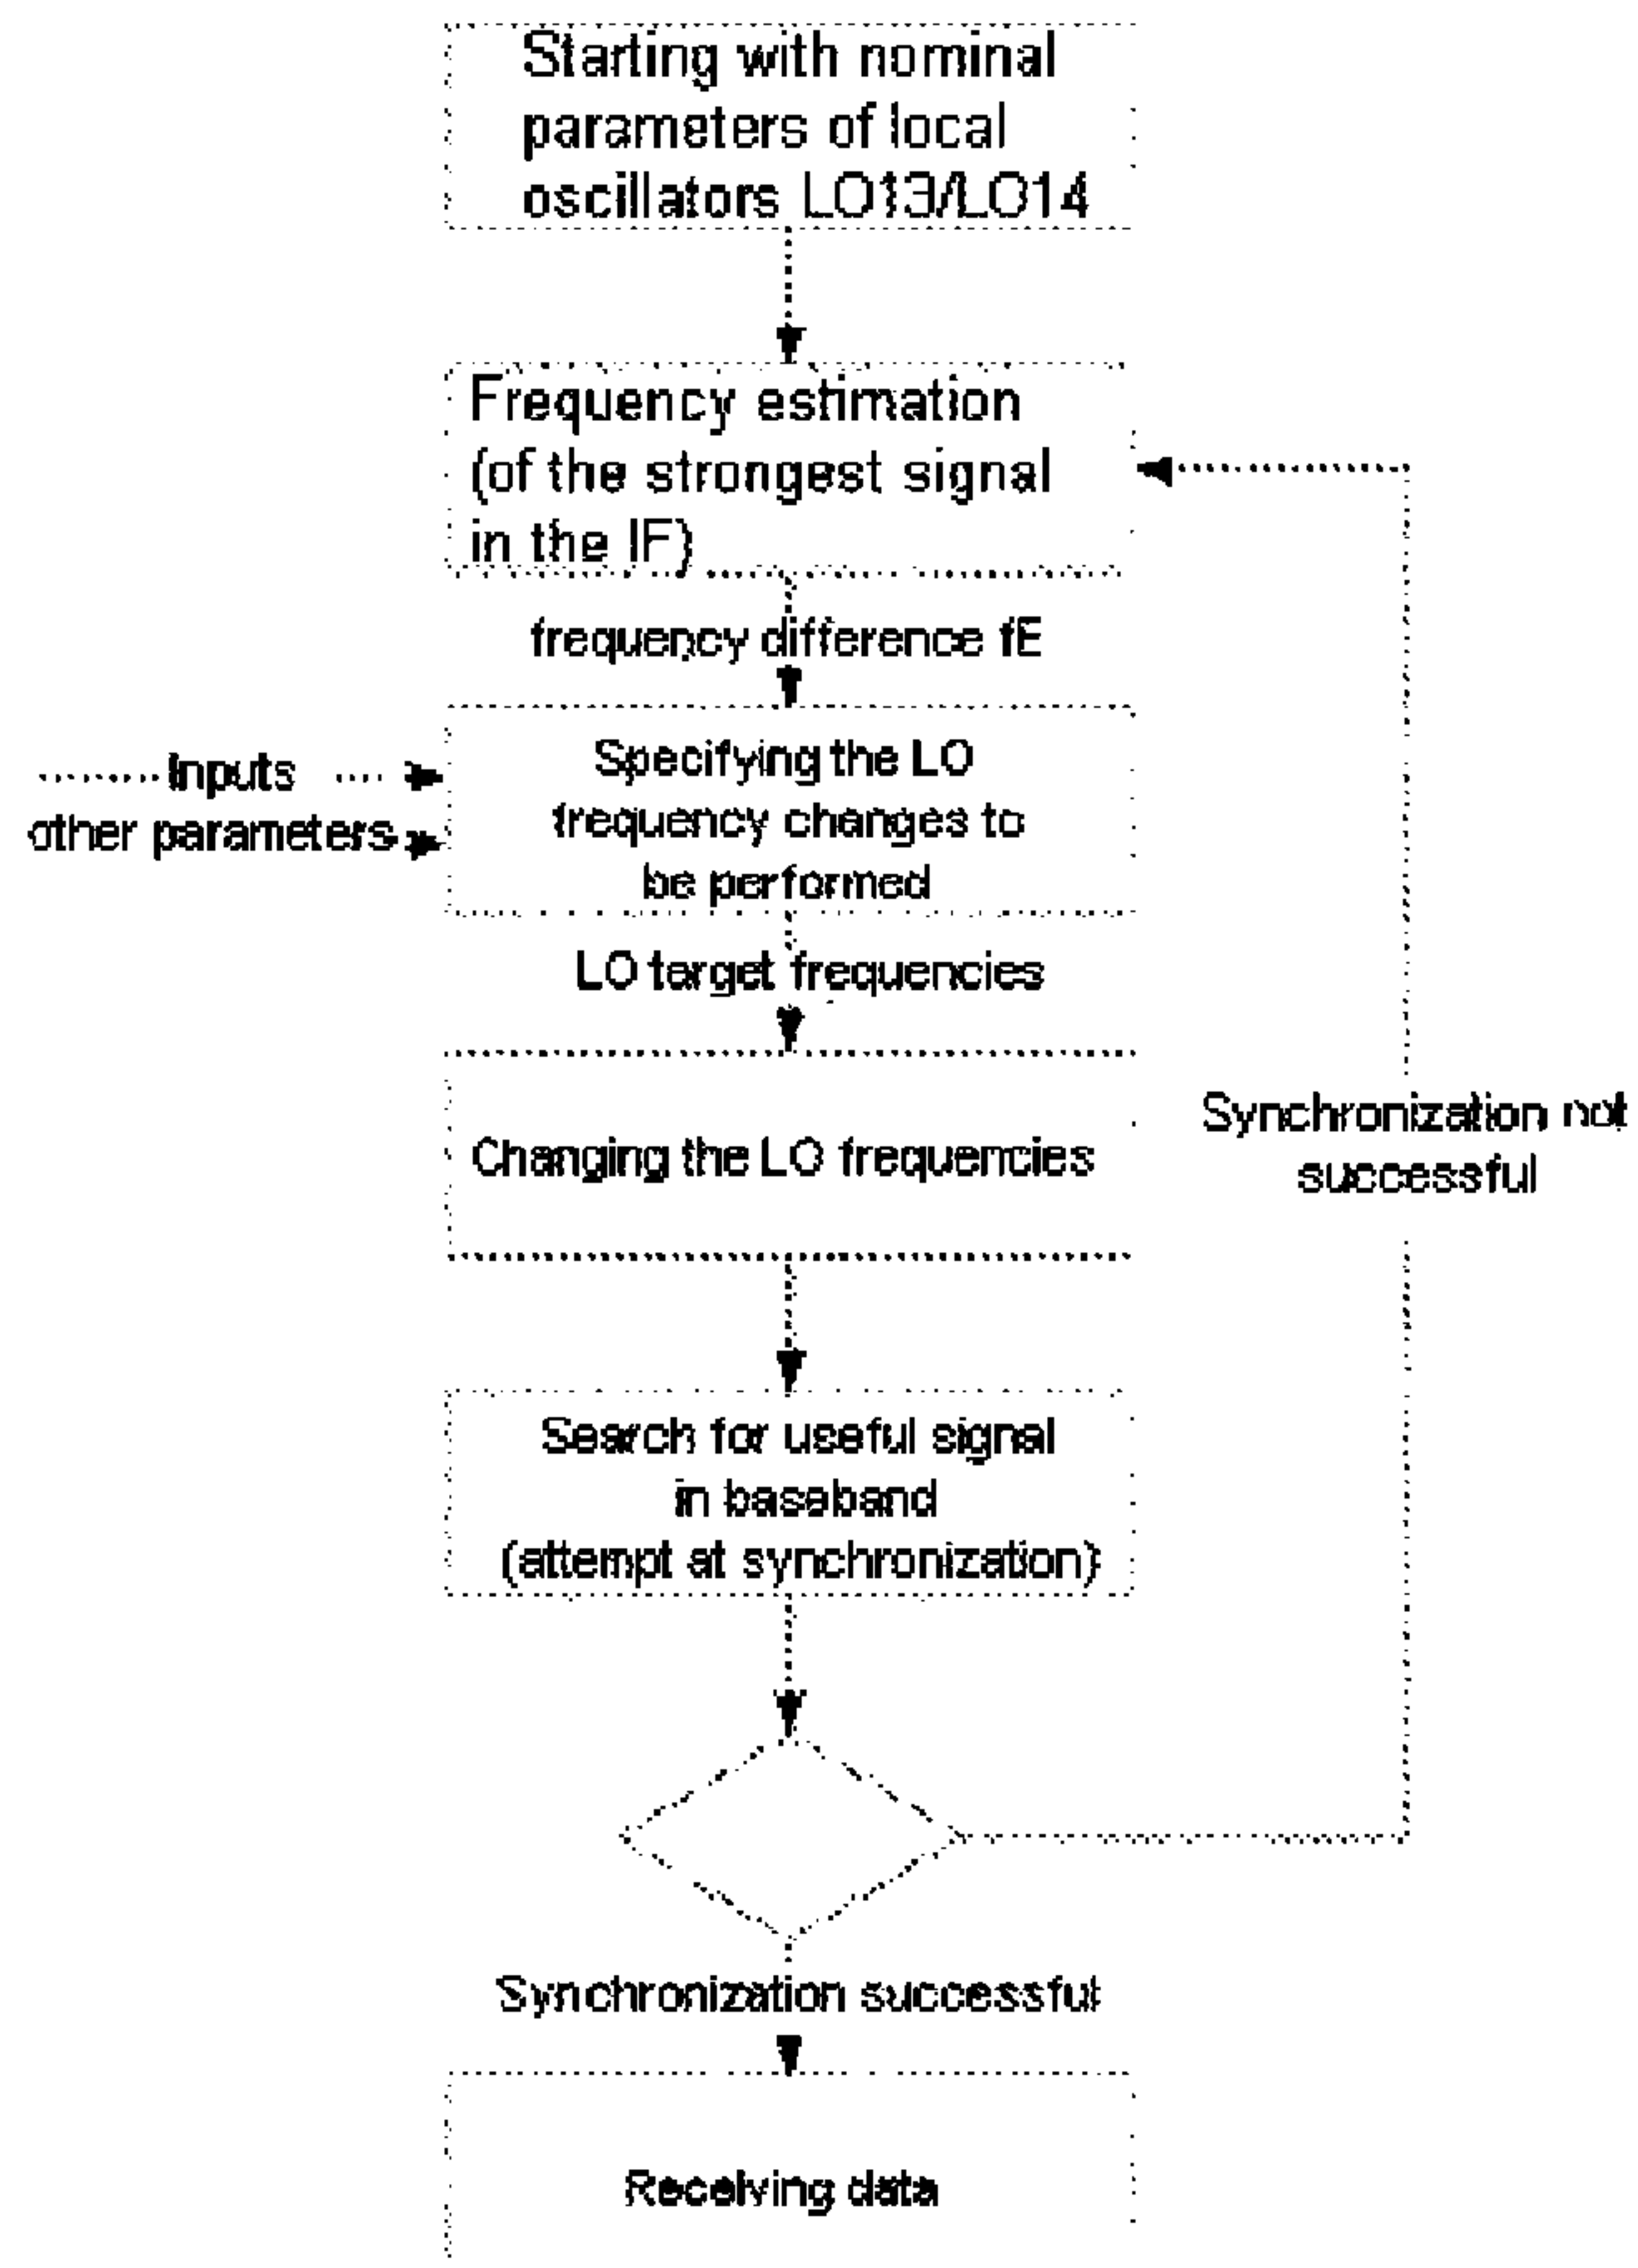 Starting with nominal
parameters of local
oscillators LO13/LO14
Frequency estimation
(of the strongest signal
in the IF)
frequency difference fE
Inputs
other parameters
Specifying the LO
frequency changes to
be performed
LO target frequencies
Changing the LO frequencies
Synchronization not
successful
Search for useful signal
in baseband
(attempt at synchronization)
Synchronization successful
Receiving data